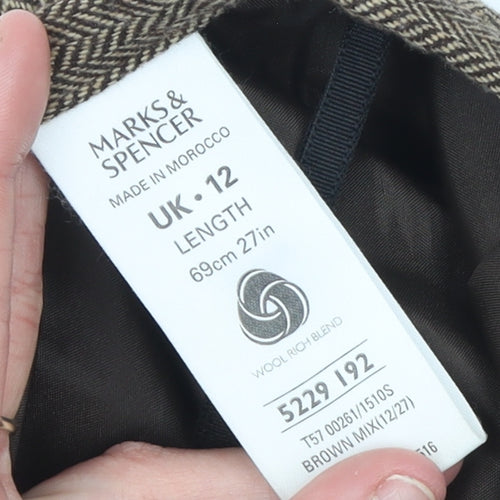 MARKS &
SPENCER
MADE IN MOROCCO
UK • 12
LENGTH
69cm 27in
WOOL RICH BLEND
5229 192
T57 00261/1510S
BROWN MIX(12/27)
516